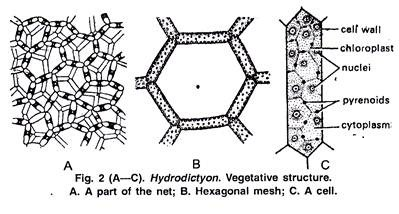 cell wall
chloroplast
nuclei
pyrenoids
cytoplasm
A B C
Fig. 2 (A—C). Hydrodictyon. Vegetative structure.
A. A part of the net; B. Hexagonal mesh; C. A cell.